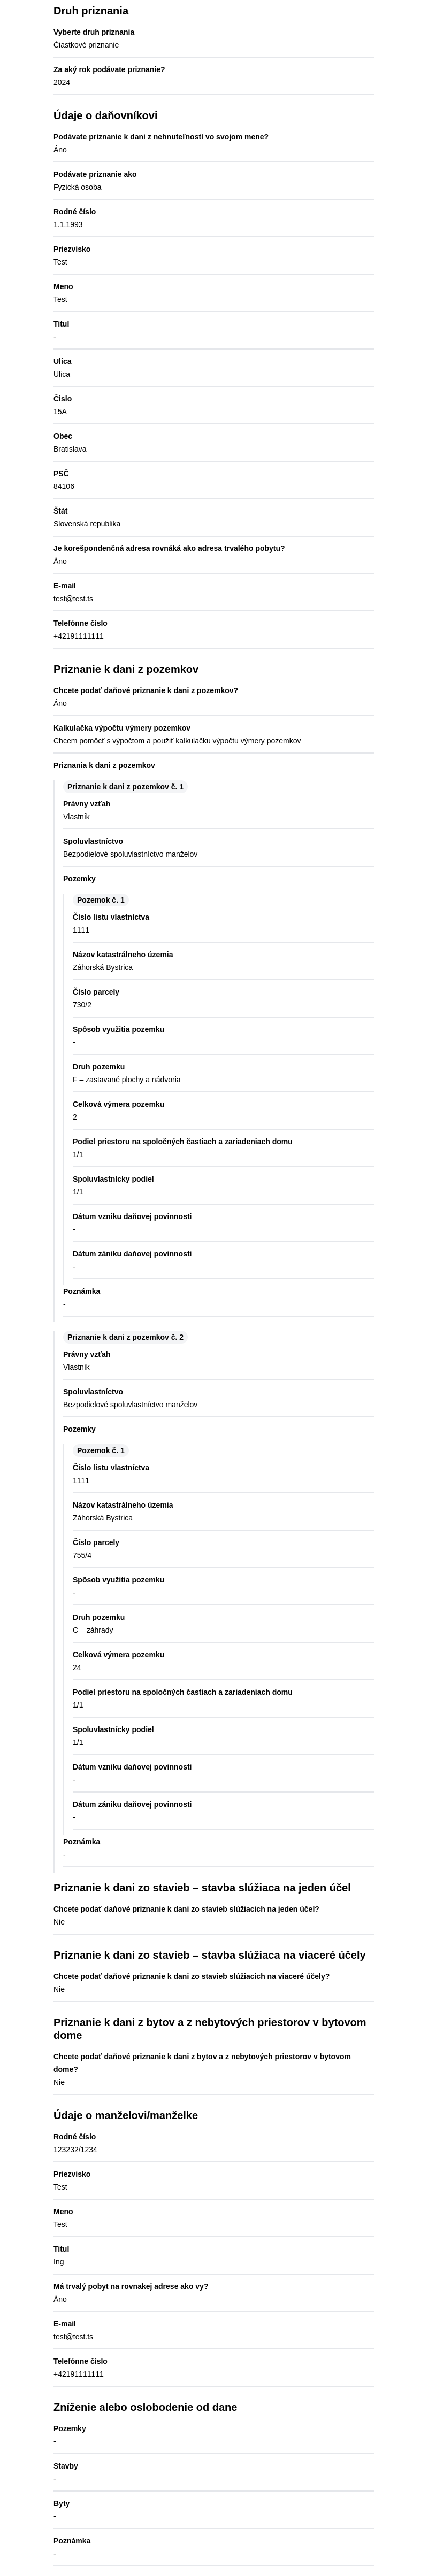 Druh priznania
Vyberte druh priznania
Čiastkové priznanie
Za aký rok podávate priznanie?
2024
Údaje o daňovníkovi
Podávate priznanie k dani z nehnuteľností vo svojom mene?
Áno
Podávate priznanie ako
Fyzická osoba
Rodné číslo
1.1.1993
Priezvisko
Test
Meno
Test
Titul
-
Ulica
Ulica
Čislo
15A
Obec
Bratislava
PSČ
84106
Štát
Slovenská republika
Je korešpondenčná adresa rovnáká ako adresa trvalého pobytu?
Áno
E-mail
test@test.ts
Telefónne číslo
+42191111111
Priznanie k dani z pozemkov
Chcete podať daňové priznanie k dani z pozemkov?
Áno
Kalkulačka výpočtu výmery pozemkov
Chcem pomôcť s výpočtom a použiť kalkulačku výpočtu výmery pozemkov
Priznania k dani z pozemkov
Priznanie k dani z pozemkov č. 1
Právny vzťah
Vlastník
Spoluvlastníctvo
Bezpodielové spoluvlastníctvo manželov
Pozemky
Pozemok č. 1
Číslo listu vlastníctva
1111
Názov katastrálneho územia
Záhorská Bystrica
Číslo parcely
730/2
Spôsob využitia pozemku
-
Druh pozemku
F – zastavané plochy a nádvoria
Celková výmera pozemku
2
Podiel priestoru na spoločných častiach a zariadeniach domu
1/1
Spoluvlastnícky podiel
1/1
Dátum vzniku daňovej povinnosti
-
Dátum zániku daňovej povinnosti
-
Poznámka
-
Priznanie k dani z pozemkov č. 2
Právny vzťah
Vlastník
Spoluvlastníctvo
Bezpodielové spoluvlastníctvo manželov
Pozemky
Pozemok č. 1
Číslo listu vlastníctva
1111
Názov katastrálneho územia
Záhorská Bystrica
Číslo parcely
755/4
Spôsob využitia pozemku
-
Druh pozemku
C – záhrady
Celková výmera pozemku
24
Podiel priestoru na spoločných častiach a zariadeniach domu
1/1
Spoluvlastnícky podiel
1/1
Dátum vzniku daňovej povinnosti
-
Dátum zániku daňovej povinnosti
-
Poznámka
-
Priznanie k dani zo stavieb – stavba slúžiaca na jeden účel
Chcete podať daňové priznanie k dani zo stavieb slúžiacich na jeden účel?
Nie
Priznanie k dani zo stavieb – stavba slúžiaca na viaceré účely
Chcete podať daňové priznanie k dani zo stavieb slúžiacich na viaceré účely?
Nie
Priznanie k dani z bytov a z nebytových priestorov v bytovom
dome
Chcete podať daňové priznanie k dani z bytov a z nebytových priestorov v bytovom
dome?
Nie
Údaje o manželovi/manželke
Rodné číslo
123232/1234
Priezvisko
Test
Meno
Test
Titul
Ing
Má trvalý pobyt na rovnakej adrese ako vy?
Áno
E-mail
test@test.ts
Telefónne číslo
+42191111111
Zníženie alebo oslobodenie od dane
Pozemky
-
Stavby
-
Byty
-
Poznámka
-